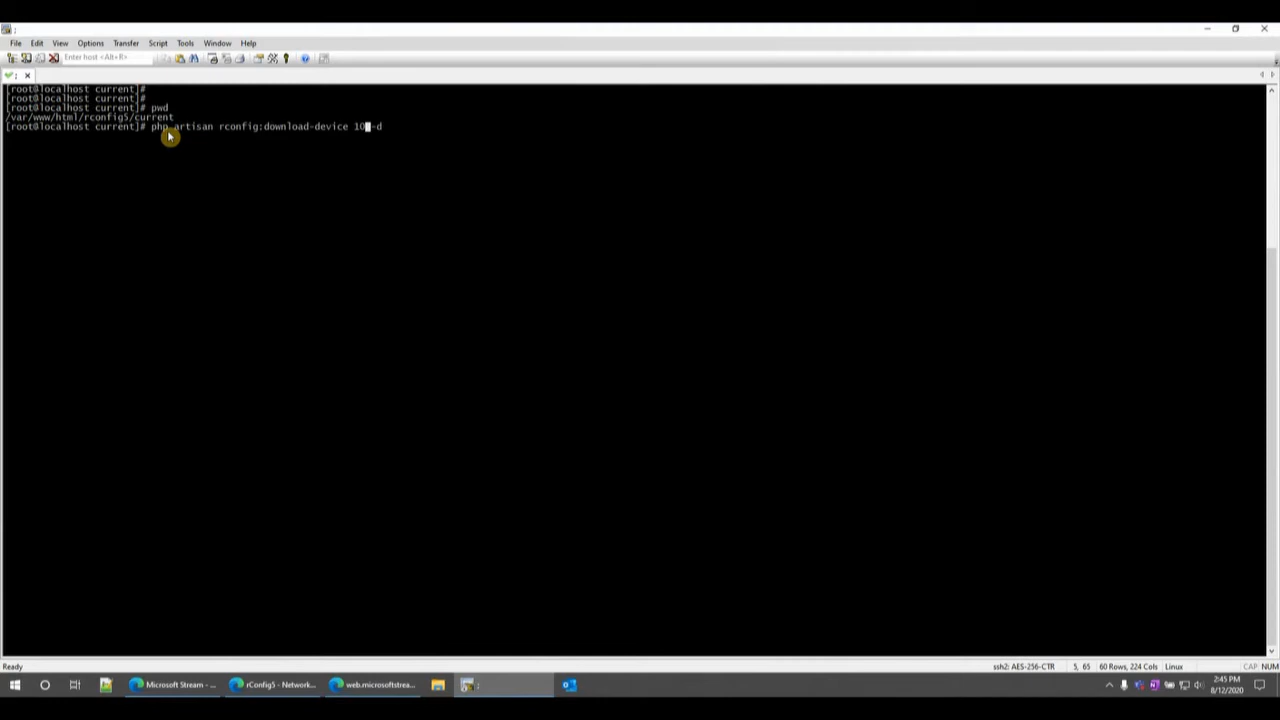 ;
File Edit View Options Transfer Script Tools Window Help
Enter host <Alt+R>
;
[root@localhost current]#
[root@localhost current]#
[root@localhost current]# pwd
/var/www/html/rconfig5/current
[root@localhost current]# php artisan rconfig:download-device 10 -d
Ready ssh2: AES-256-CTR 5, 65 60 Rows, 224 Cols Linux CAP NUM
Microsoft Stream - ... rConfig5 - Network... web.microsoftstrea... ;
2:45 PM
8/12/2020